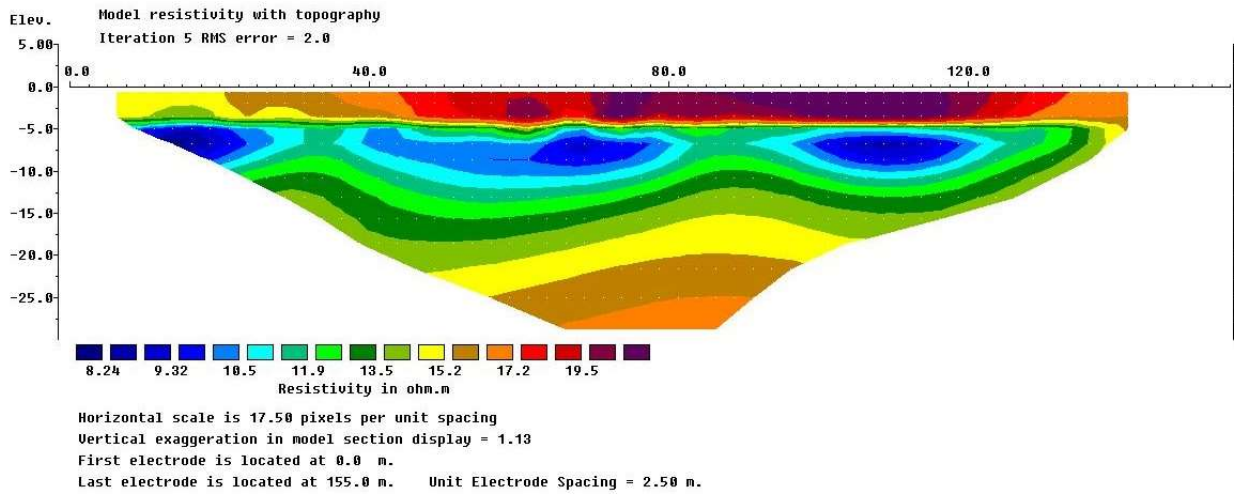 Elev.
Model resistivity with topography
Iteration 5 RMS error = 2.0
5.00
0.0 40.0 80.0 120.0
0.0
-5.0
-10.0
-15.0
-20.0
-25.0
8.24 9.32 10.5 11.9 13.5 15.2 17.2 19.5
Resistivity in ohm.m
Horizontal scale is 17.50 pixels per unit spacing
Vertical exaggeration in model section display = 1.13
First electrode is located at 0.0 m.
Last electrode is located at 155.0 m. Unit Electrode Spacing = 2.50 m.